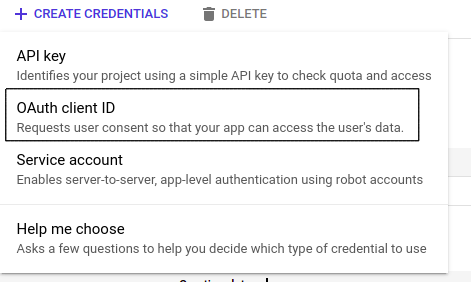 + CREATE CREDENTIALS DELETE
API key
Identifies your project using a simple API key to check quota and access
OAuth client ID
Requests user consent so that your app can access the user's data.
Service account
Enables server-to-server, app-level authentication using robot accounts
Help me choose
Asks a few questions to help you decide which type of credential to use